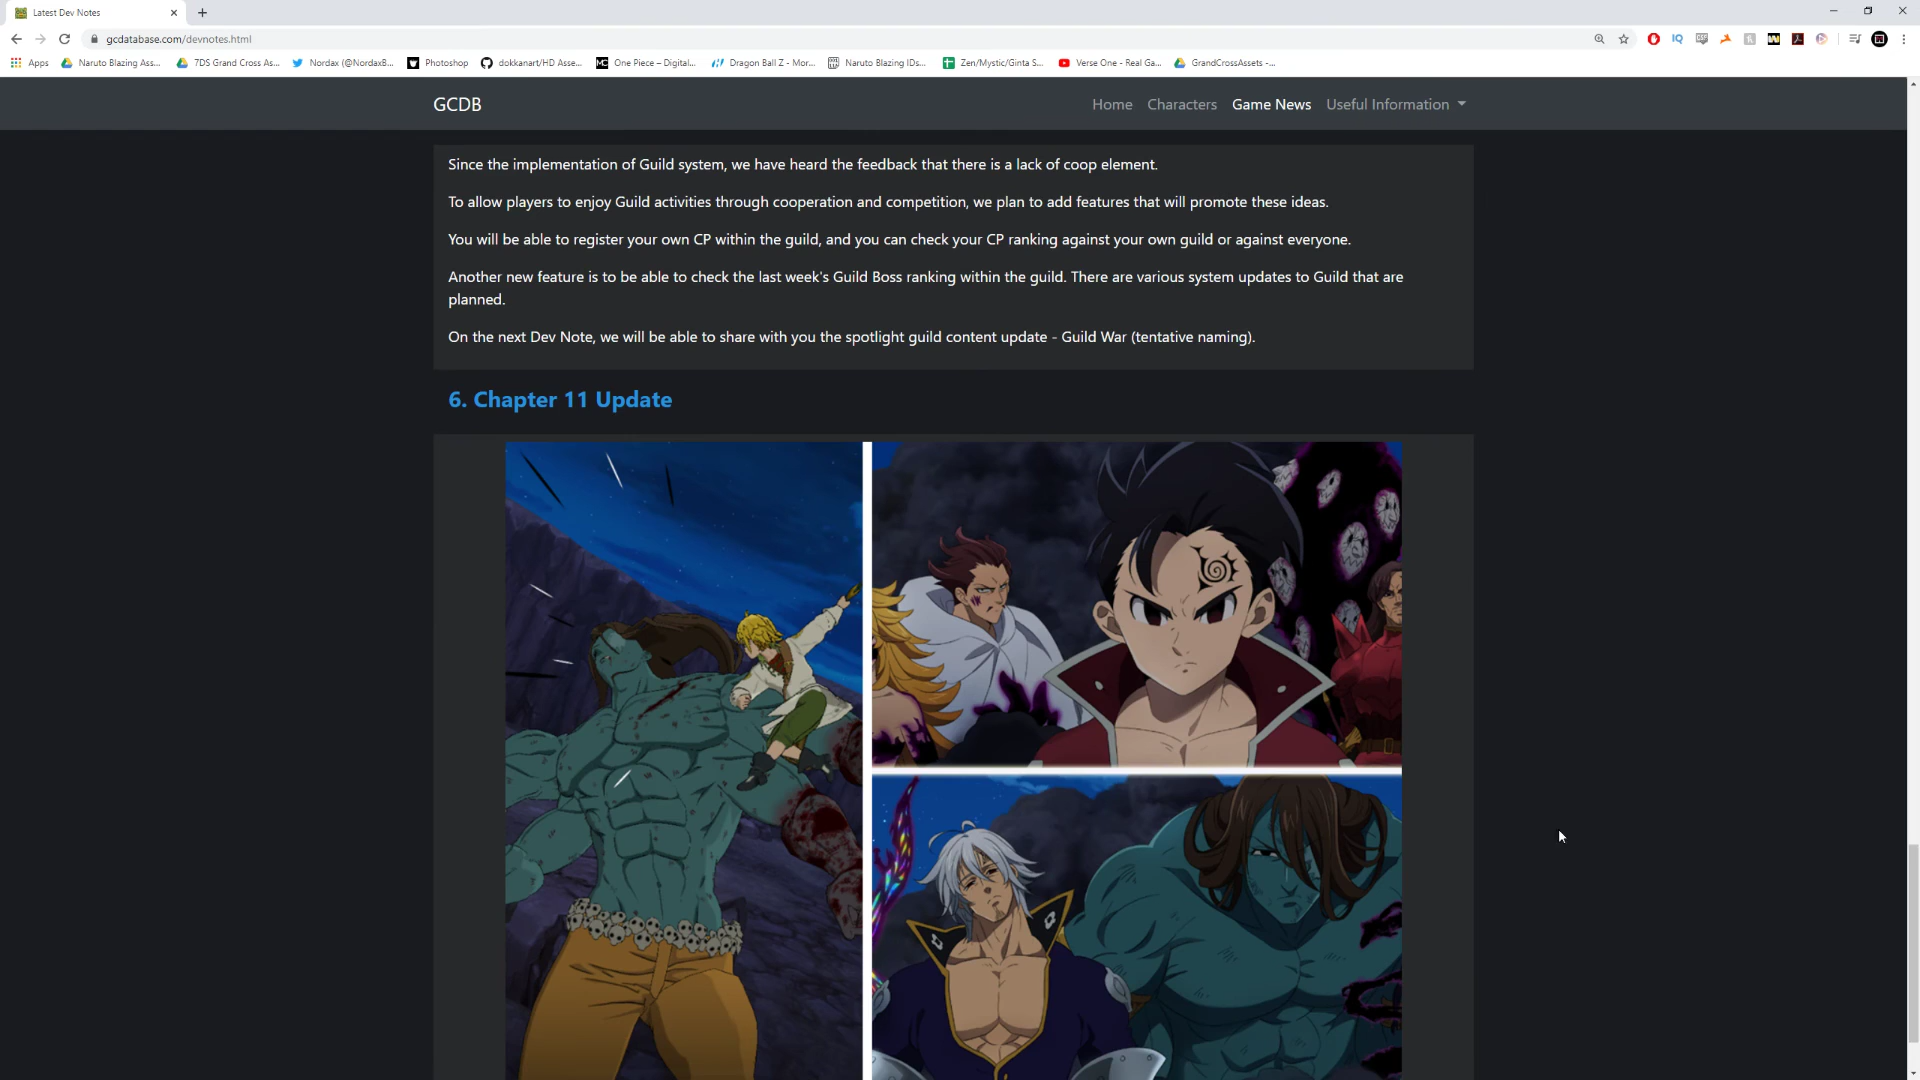 Latest Dev Notes
gcdatabase.com/devnotes.html
Apps
Naruto Blazing Ass...
7DS Grand Cross As...
Nordax (@NordaxB...
Photoshop
dokkanart/HD Asse...
One Piece – Digital...
Dragon Ball Z - Mor...
Naruto Blazing IDs...
Zen/Mystic/Ginta S...
Verse One - Real Ga...
GrandCrossAssets -...
GCDB
Home
Characters
Game News
Useful Information
Since the implementation of Guild system, we have heard the feedback that there is a lack of coop element.
To allow players to enjoy Guild activities through cooperation and competition, we plan to add features that will promote these ideas.
You will be able to register your own CP within the guild, and you can check your CP ranking against your own guild or against everyone.
Another new feature is to be able to check the last week's Guild Boss ranking within the guild. There are various system updates to Guild that are
planned.
On the next Dev Note, we will be able to share with you the spotlight guild content update - Guild War (tentative naming).
6. Chapter 11 Update